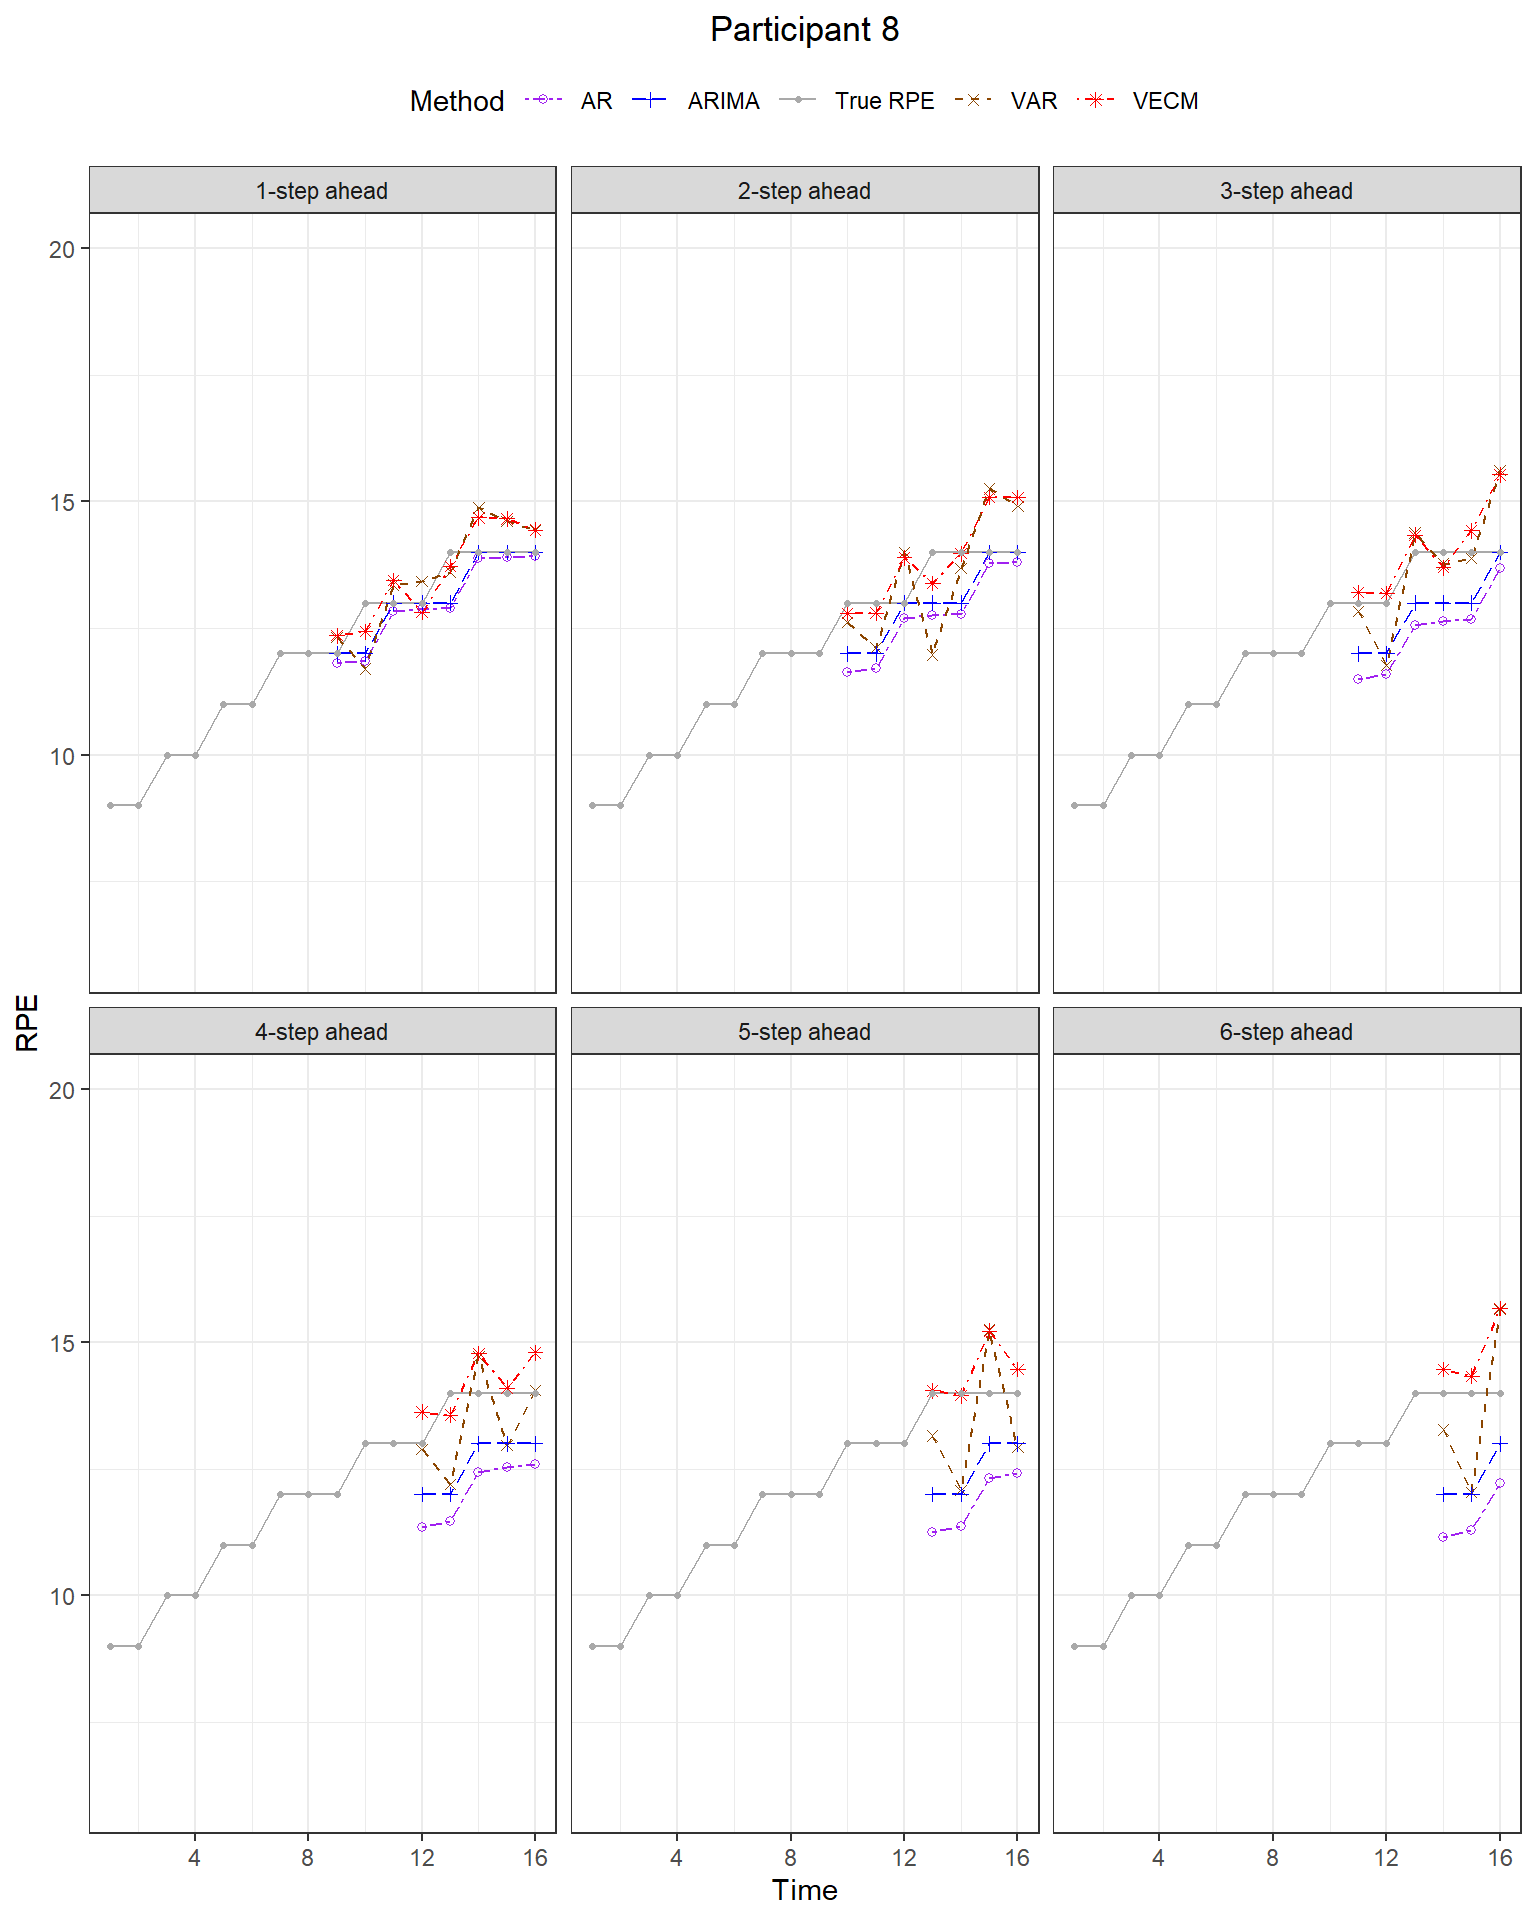 Participant 8
Method AR ARIMA True RPE VAR VECM
1-step ahead 2-step ahead 3-step ahead
20
15
10
RPE
4-step ahead 5-step ahead 6-step ahead
20
15
10
4 8 12 16 4 8 12 16 4 8 12 16
Time